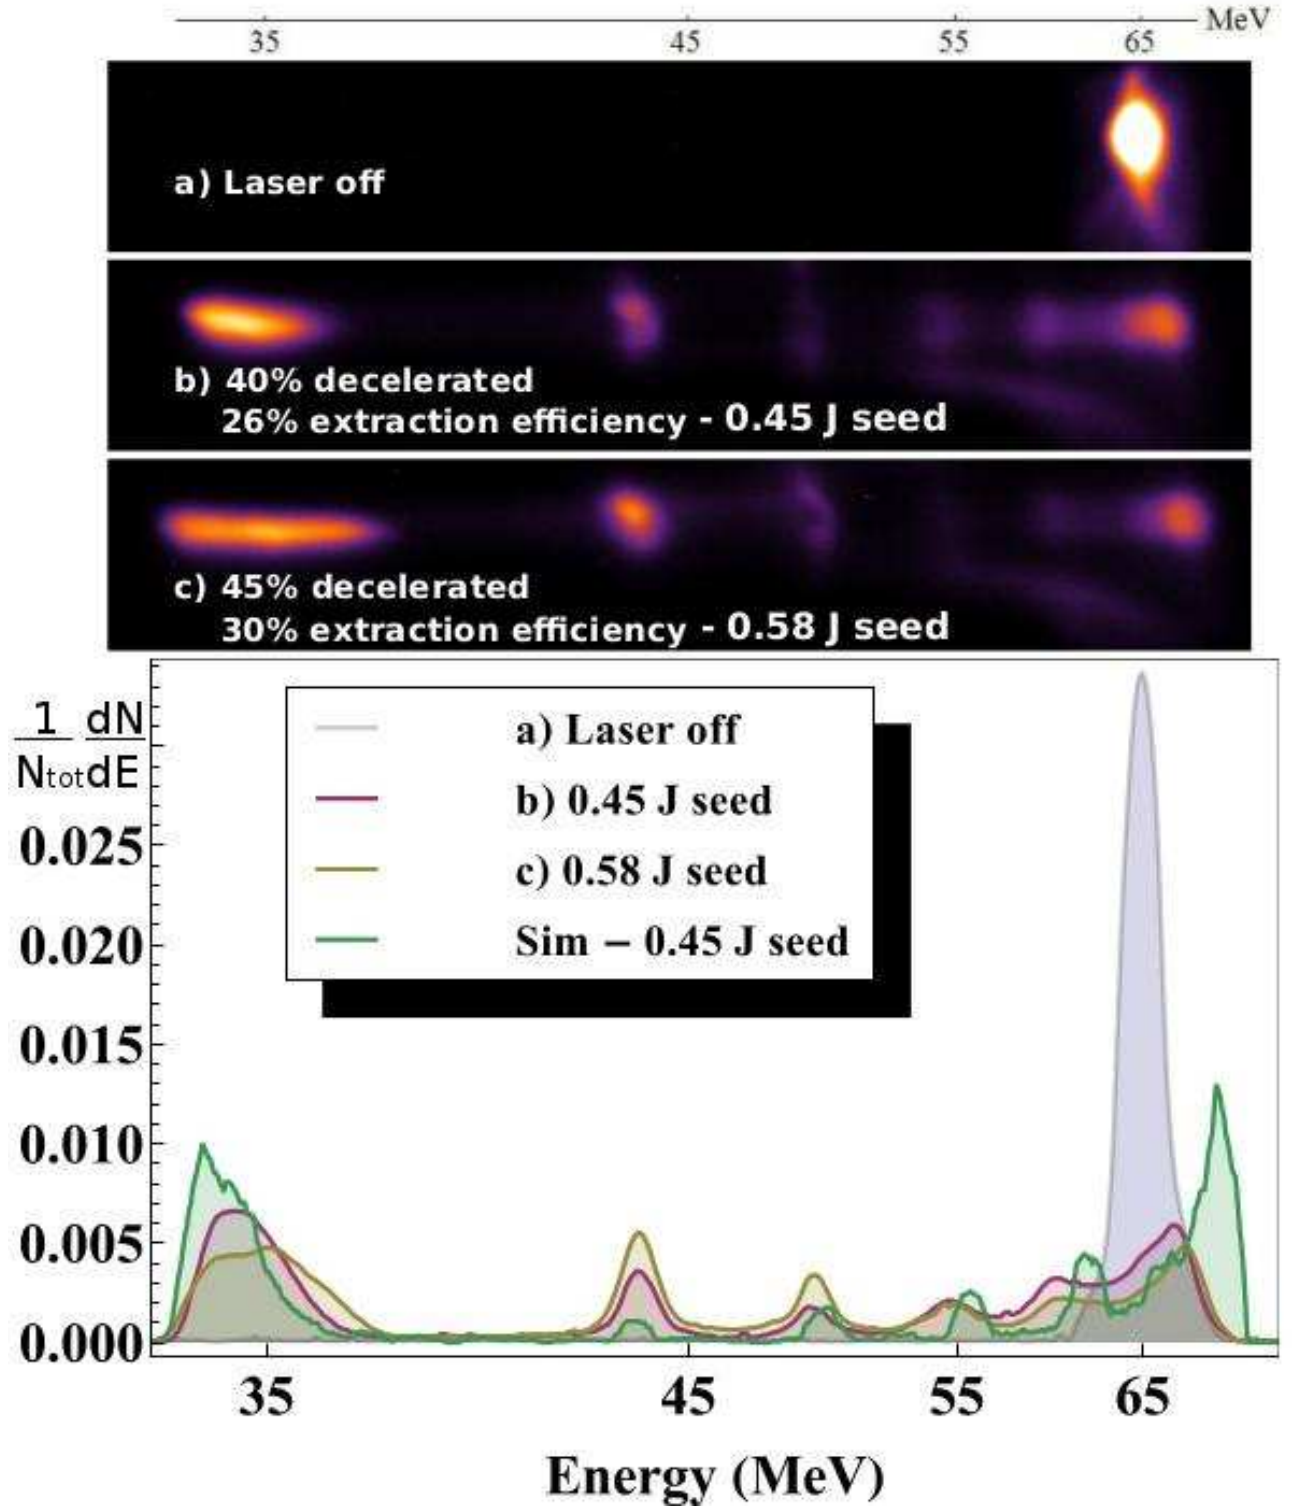 MeV
35 45 55 65
a) Laser off
b) 40% decelerated
26% extraction efficiency - 0.45 J seed
c) 45% decelerated
30% extraction efficiency - 0.58 J seed
1 dN
Ntot dE
a) Laser off
b) 0.45 J seed
c) 0.58 J seed
Sim − 0.45 J seed
0.025
0.020
0.015
0.010
0.005
0.000
35 45 55 65
Energy (MeV)